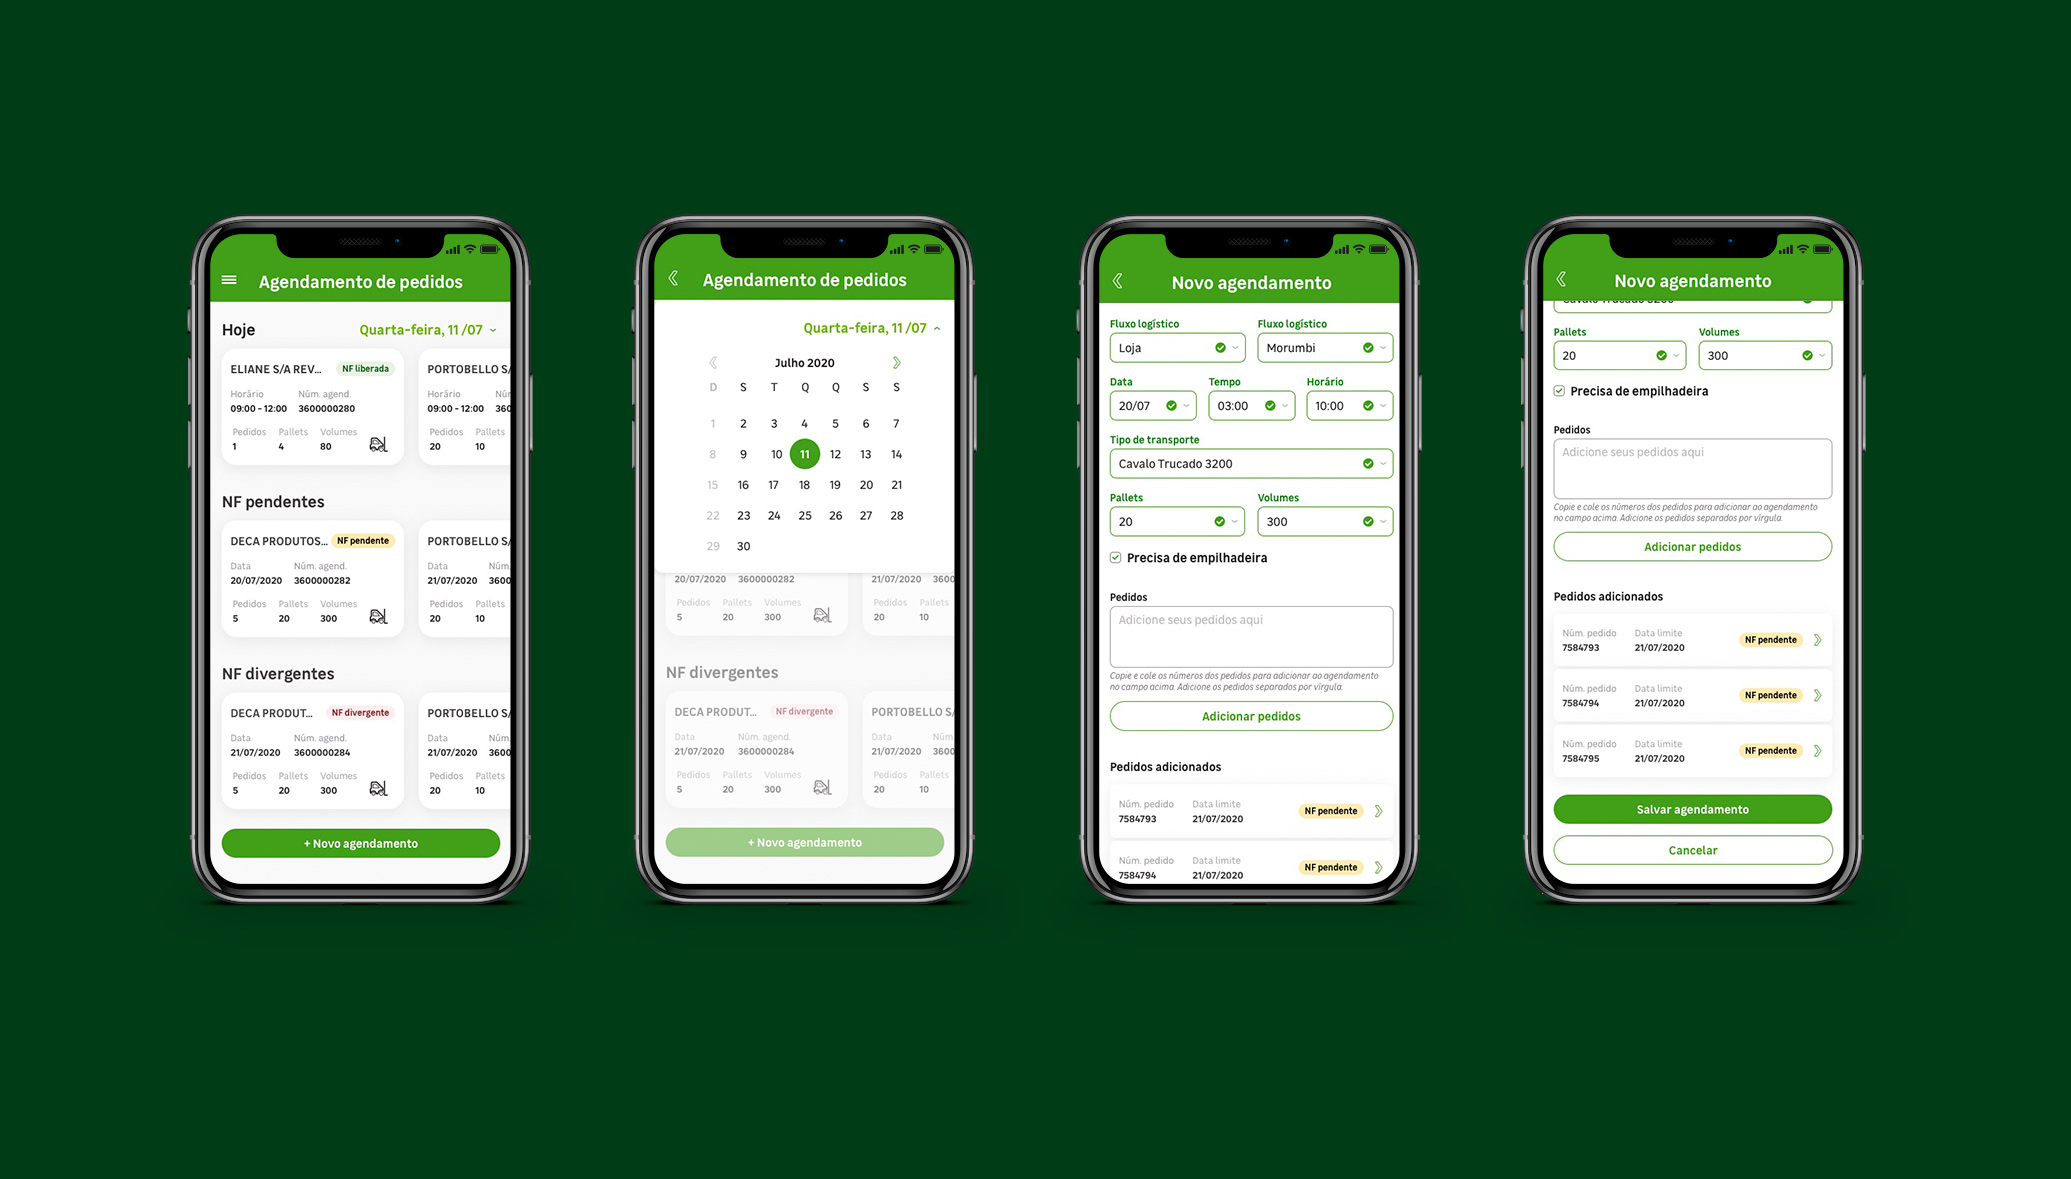 Agendamento de pedidos
Hoje
Quarta-feira, 11 /07
ELIANE S/A REV...
NF liberada
PORTOBELLO S/
Horário
Núm. agend.
Horário
Nú
09:00 - 12:00
3600000280
09:00 - 12:00
360
Pedidos
Pallets
Volumes
Pedidos
Pallets
1
4
80
20
10
NF pendentes
DECA PRODUTOS...
NF pendente
PORTOBELLO S/
Data
Núm. agend.
Data
Núm.
20/07/2020
3600000282
21/07/2020
3600
Pedidos
Pallets
Volumes
Pedidos
Pallets
5
20
300
20
10
NF divergentes
DECA PRODUT...
NF divergente
PORTOBELLO S/
Data
Núm. agend.
Data
Núm.
21/07/2020
3600000284
21/07/2020
3600
Pedidos
Pallets
Volumes
Pedidos
Pallets
5
20
300
20
10
+ Novo agendamento
Agendamento de pedidos
Quarta-feira, 11 /07
Julho 2020
D S T Q Q S S
1 2 3 4 5 6 7
8 9 10 11 12 13 14
15 16 17 18 19 20 21
22 23 24 25 26 27 28
29 30
20/07/2020
3600000282
21/07/2020
3600
Pedidos
Pallets
Volumes
Pedidos
Pallets
5
20
300
20
10
NF divergentes
DECA PRODUT...
NF divergente
PORTOBELLO S/
Data
Núm. agend.
Data
Núm.
21/07/2020
3600000284
21/07/2020
3600
Pedidos
Pallets
Volumes
Pedidos
Pallets
5
20
300
20
10
+ Novo agendamento
Novo agendamento
Fluxo logístico
Fluxo logístico
Loja
Morumbi
Data
Tempo
Horário
20/07
03:00
10:00
Tipo de transporte
Cavalo Trucado 3200
Pallets
Volumes
20
300
Precisa de empilhadeira
Pedidos
Adicione seus pedidos aqui
Copie e cole os números dos pedidos para adicionar ao agendamento
no campo acima. Adicione os pedidos separados por vírgula.
Adicionar pedidos
Pedidos adicionados
Núm. pedido
Data limite
NF pendente
7584793
21/07/2020
Núm. pedido
Data limite
NF pendente
7584794
21/07/2020
Novo agendamento
Cavalo Trucado 3200
Pallets
Volumes
20
300
Precisa de empilhadeira
Pedidos
Adicione seus pedidos aqui
Copie e cole os números dos pedidos para adicionar ao agendamento
no campo acima. Adicione os pedidos separados por vírgula.
Adicionar pedidos
Pedidos adicionados
Núm. pedido
Data limite
NF pendente
7584793
21/07/2020
Núm. pedido
Data limite
NF pendente
7584794
21/07/2020
Núm. pedido
Data limite
NF pendente
7584795
21/07/2020
Salvar agendamento
Cancelar